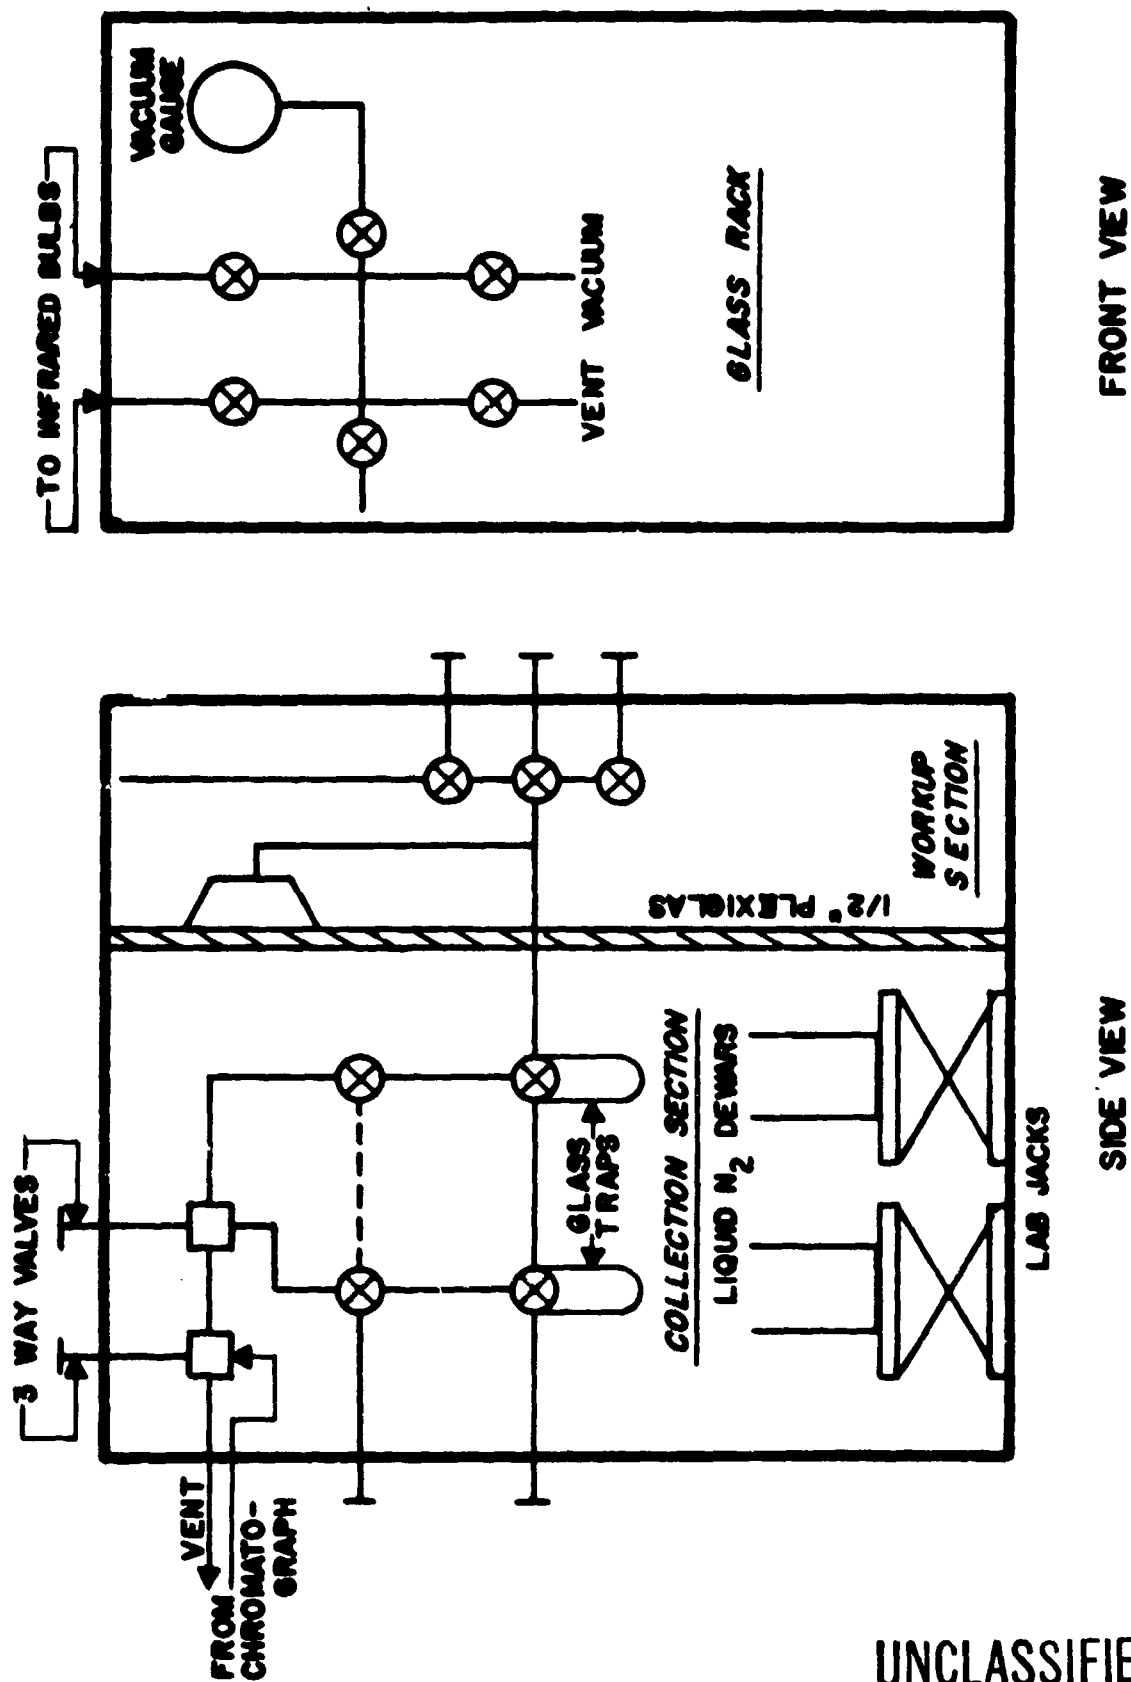 3 WAY VALVES
VENT
FROM
CHROMATO-
GRAPH
GLASS
TRAPS
COLLECTION SECTION
LIQUID N2 DEWARS
LAB JACKS
1/2" PLEXIGLAS
WORKUP
SECTION
SIDE VIEW
TO INFRARED BULBS
VACUUM
GAUGE
VENT VACUUM
GLASS RACK
FRONT VIEW
UNCLASSIFIE